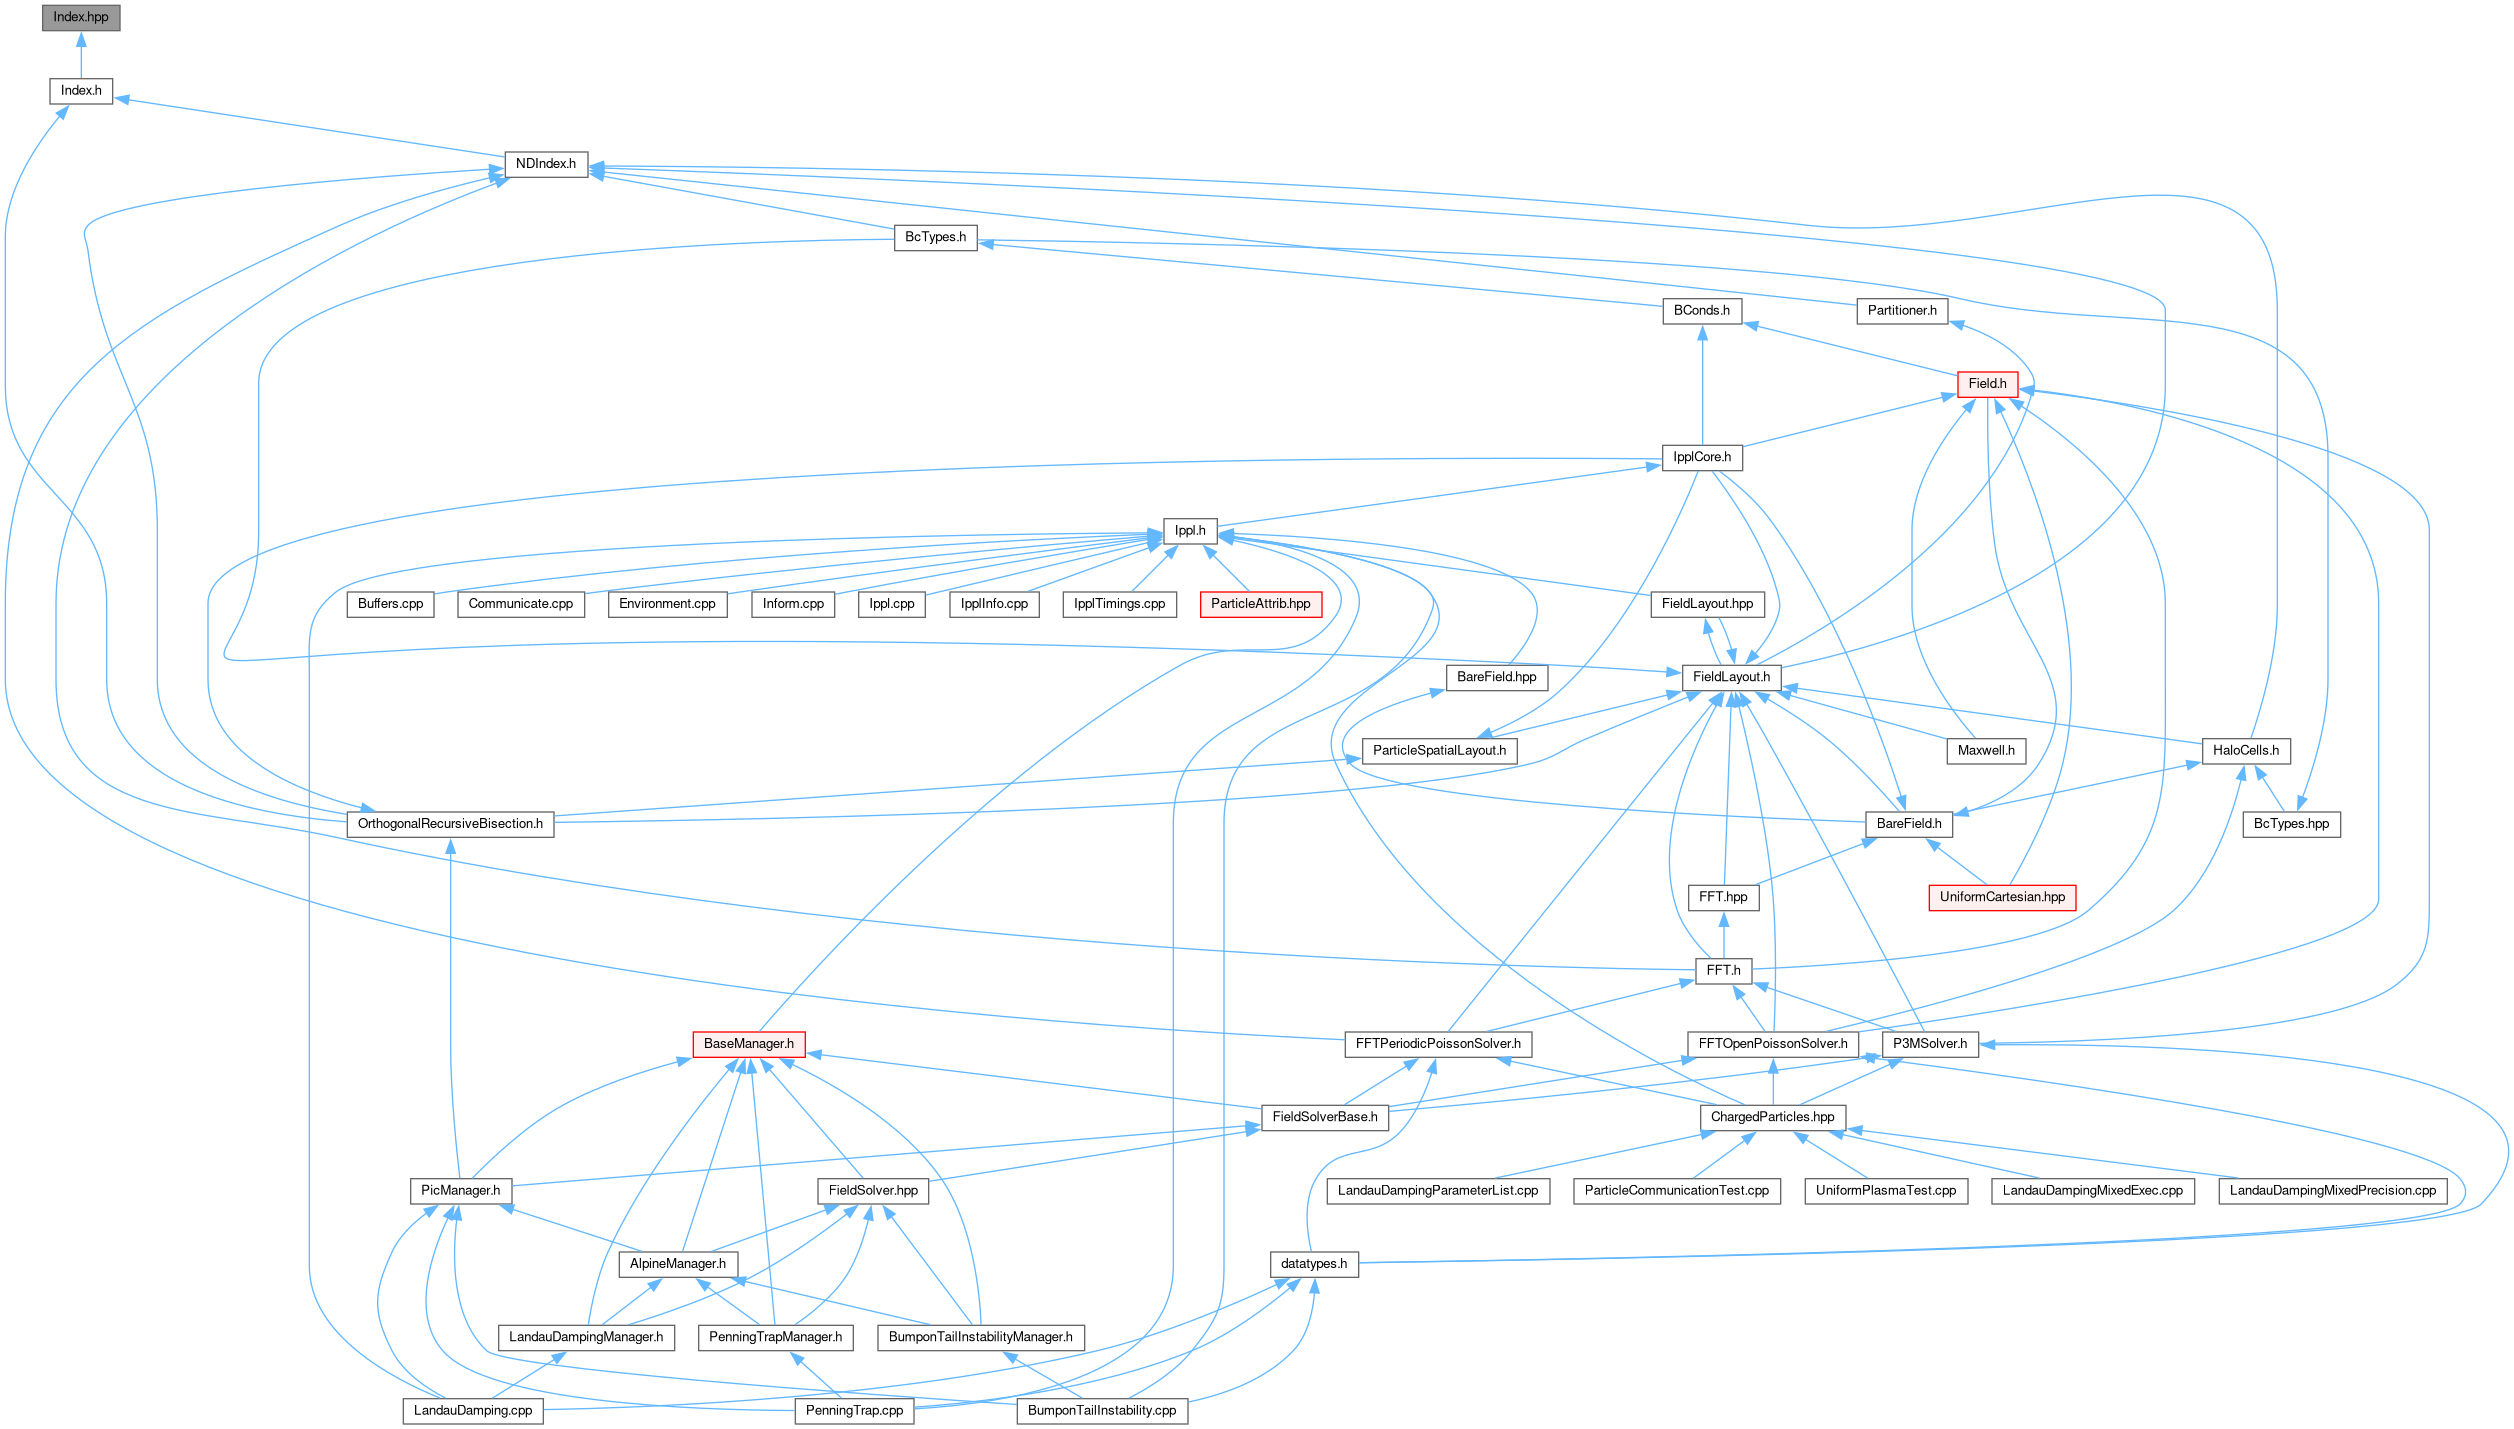 Index.hpp
Index.h
NDIndex.h
BcTypes.h
BConds.h
Partitioner.h
Field.h
IpplCore.h
Ippl.h
Buffers.cpp
Communicate.cpp
Environment.cpp
Inform.cpp
Ippl.cpp
IpplInfo.cpp
IpplTimings.cpp
ParticleAttrib.hpp
FieldLayout.hpp
BareField.hpp
FieldLayout.h
ParticleSpatialLayout.h
Maxwell.h
HaloCells.h
OrthogonalRecursiveBisection.h
BareField.h
BcTypes.hpp
FFT.hpp
UniformCartesian.hpp
FFT.h
BaseManager.h
FFTPeriodicPoissonSolver.h
FFTOpenPoissonSolver.h
P3MSolver.h
FieldSolverBase.h
ChargedParticles.hpp
PicManager.h
FieldSolver.hpp
LandauDampingParameterList.cpp
ParticleCommunicationTest.cpp
UniformPlasmaTest.cpp
LandauDampingMixedExec.cpp
LandauDampingMixedPrecision.cpp
AlpineManager.h
datatypes.h
LandauDampingManager.h
PenningTrapManager.h
BumponTailInstabilityManager.h
LandauDamping.cpp
PenningTrap.cpp
BumponTailInstability.cpp